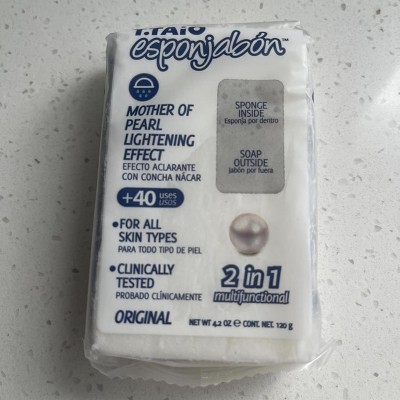 T.TAIO
esponjabón™
MOTHER OF
PEARL
LIGHTENING
EFFECT
EFECTO ACLARANTE
CON CONCHA NÁCAR
+40 uses
usos
•FOR ALL
SKIN TYPES
PARA TODO TIPO DE PIEL
•CLINICALLY
TESTED
PROBADO CLÍNICAMENTE
ORIGINAL
SPONGE
INSIDE
Esponja por dentro
SOAP
OUTSIDE
Jabón por fuera
2 in 1
multifunctional
NET WT 4.2 OZ ℮ CONT. NET. 120 g